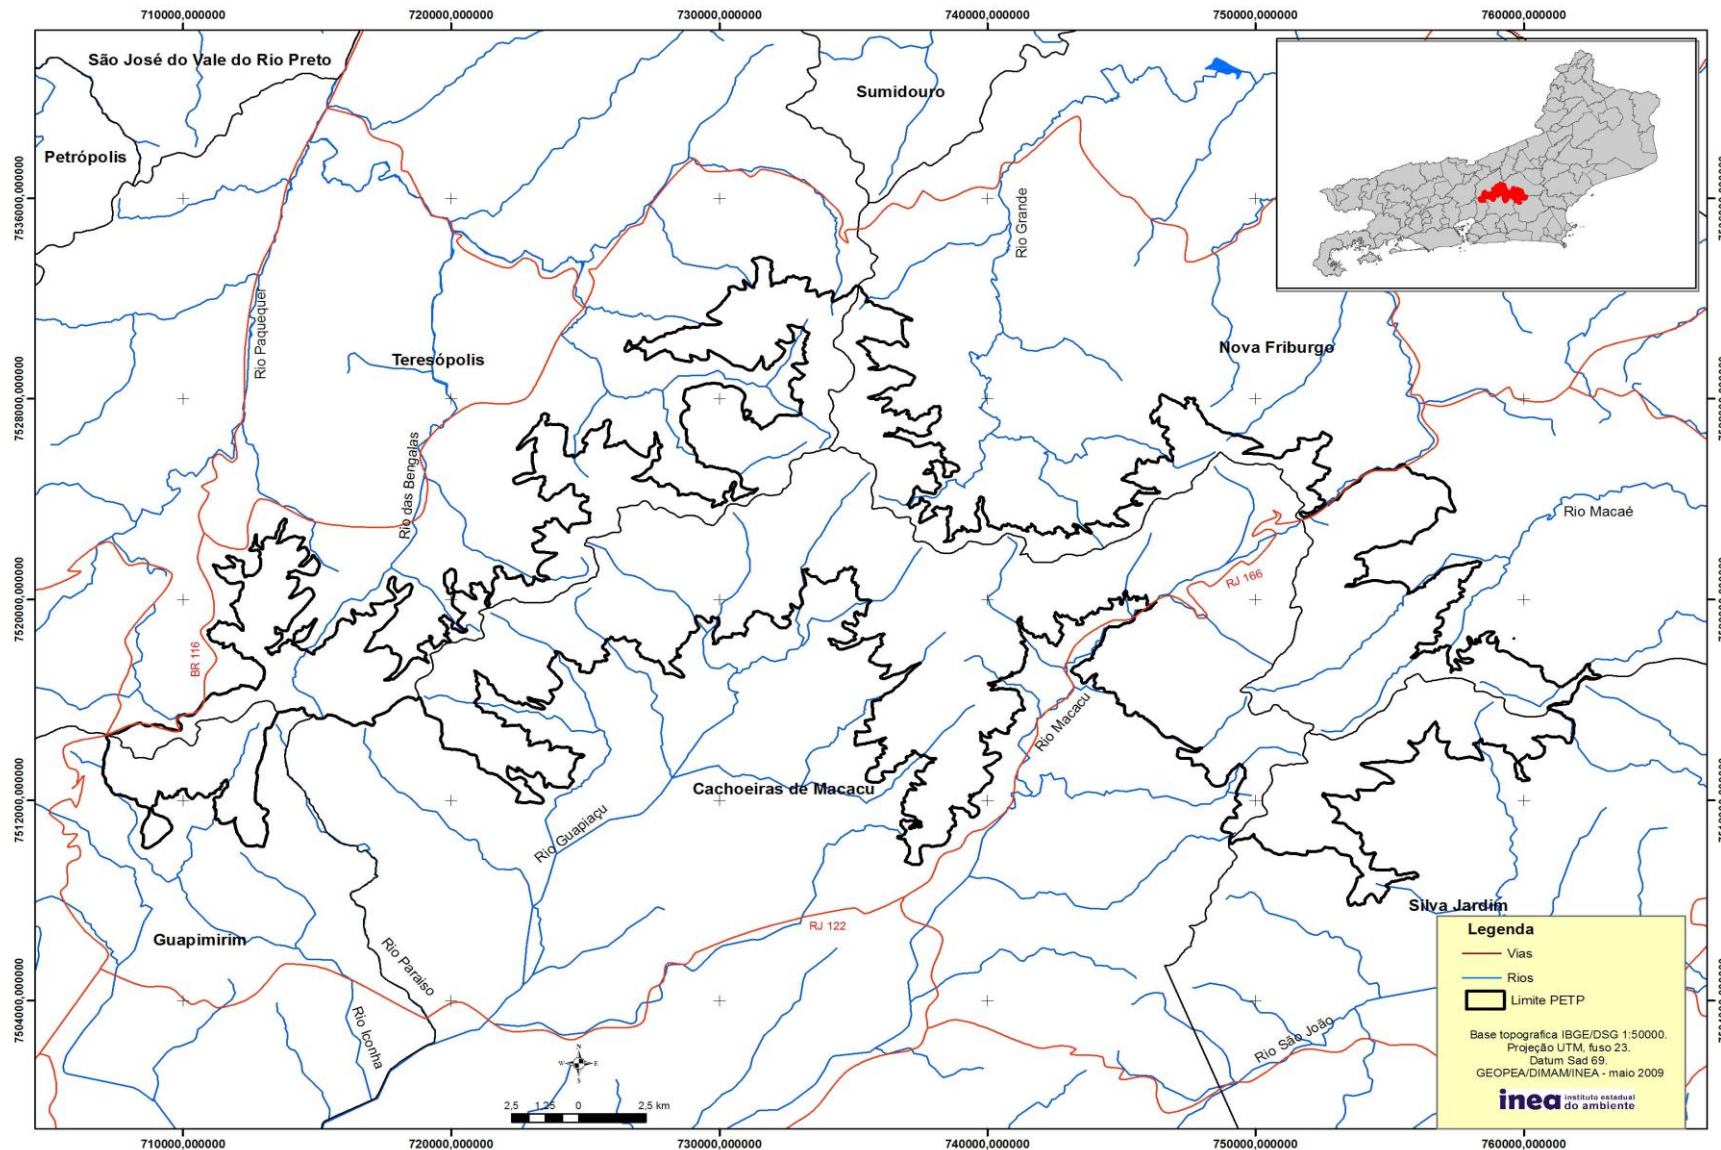 710000,000000
720000,000000
730000,000000
740000,000000
750000,000000
760000,000000
São José do Vale do Rio Preto
Sumidouro
Petrópolis
7536000,000000
Rio Grande
Rio Paquequer
Teresópolis
Nova Friburgo
7528000,000000
Rio das Bengalas
Rio Macaé
RJ 166
7520000,000000
BR 116
Rio Macacu
Cachoeiras de Macacu
7512000,000000
Rio Guapiaçu
Silva Jardim
RJ 122
Guapimirim
Rio Paraiso
7504000,000000
Rio Iconha
Rio São João
Legenda
Vias
Rios
Limite PETP
Base topografica IBGE/DSG 1:50000.
Projeção UTM, fuso 23.
Datum Sad 69.
GEOPEA/DIMAM/INEA - maio 2009
inea instituto estadual
do ambiente
N
W E
S
2,5 1,25 0 2,5 km
710000,000000
720000,000000
730000,000000
740000,000000
750000,000000
760000,000000